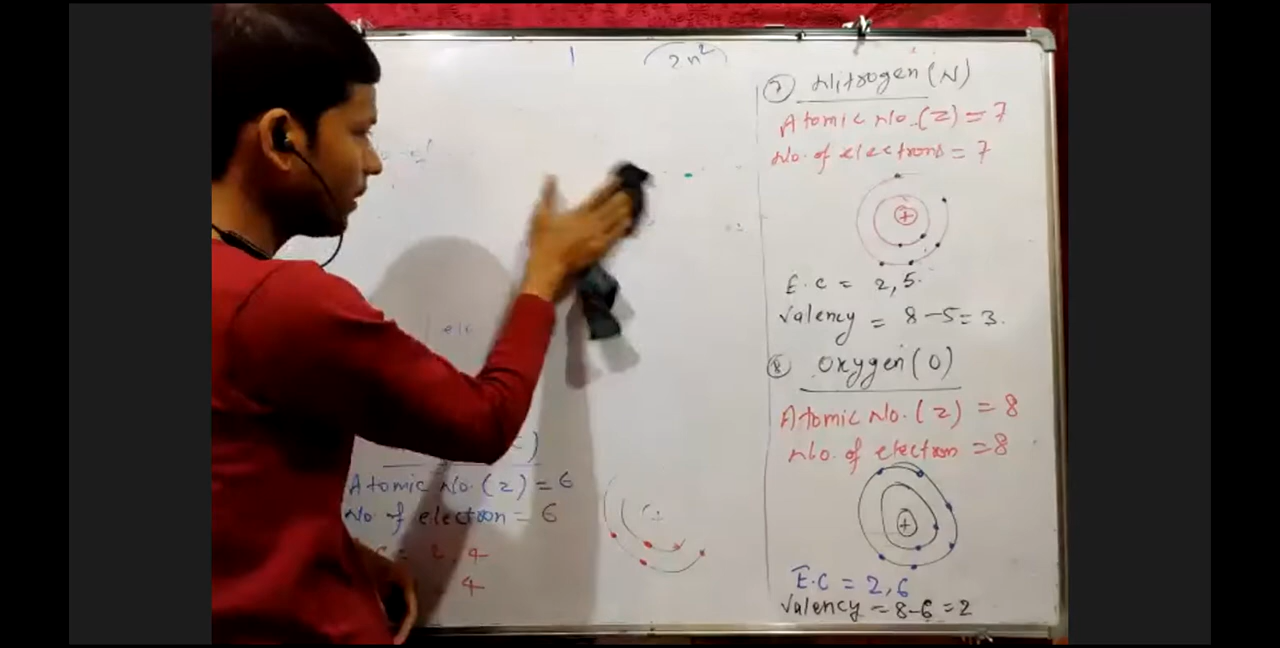 1 2n²
Atomic No. (Z) = 6
No. of electron = 6
= 2, 4
4
⑦ Nitrogen (N)
Atomic No. (Z) = 7
No. of electrons = 7
+
E.C = 2, 5.
Valency = 8-5=3.
⑧ Oxygen (O)
Atomic No. (Z) = 8
No. of electron = 8
+
E.C = 2, 6
Valency = 8-6=2